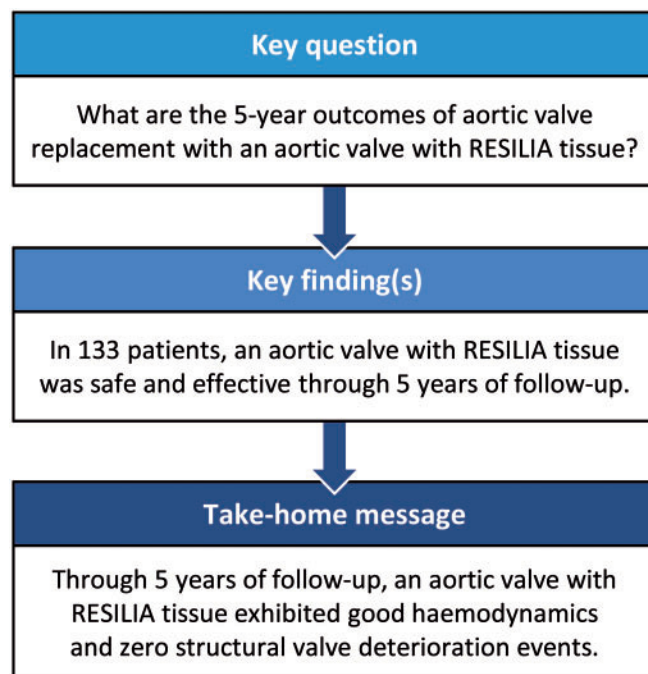 Key question
What are the 5-year outcomes of aortic valve
replacement with an aortic valve with RESILIA tissue?
Key finding(s)
In 133 patients, an aortic valve with RESILIA tissue
was safe and effective through 5 years of follow-up.
Take-home message
Through 5 years of follow-up, an aortic valve with
RESILIA tissue exhibited good haemodynamics
and zero structural valve deterioration events.